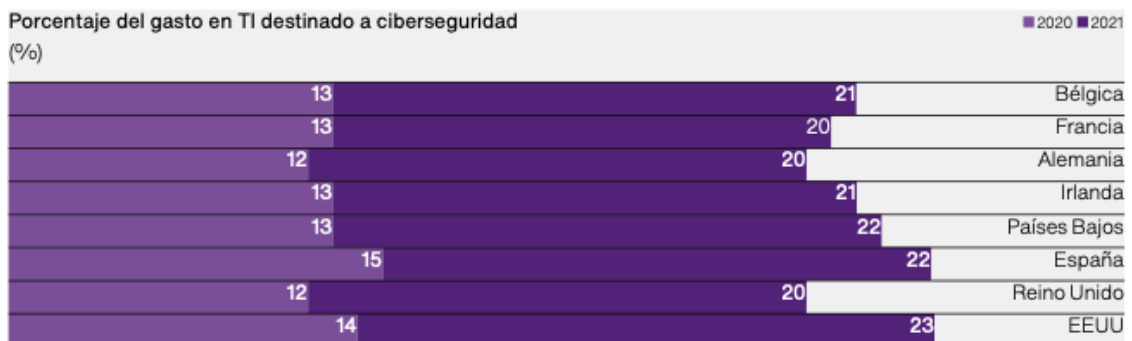 Porcentaje del gasto en TI destinado a ciberseguridad 2020 2021
(%)
13 21 Bélgica
13 20 Francia
12 20 Alemania
13 21 Irlanda
13 22 Países Bajos
15 22 España
12 20 Reino Unido
14 23 EEUU